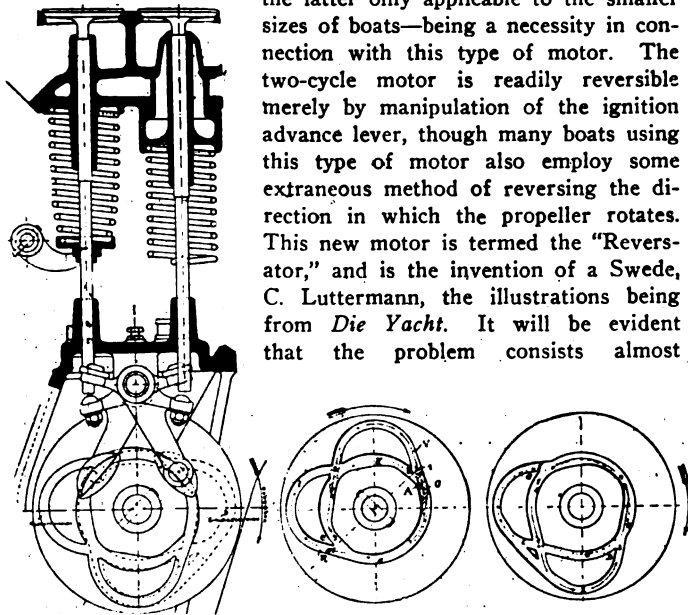 the latter only applicable to the smaller
sizes of boats—being a necessity in con-
nection with this type of motor. The
two-cycle motor is readily reversible
merely by manipulation of the ignition
advance lever, though many boats using
this type of motor also employ some
extraneous method of reversing the di-
rection in which the propeller rotates.
This new motor is termed the “Revers-
ator,” and is the invention of a Swede,
C. Luttermann, the illustrations being
from Die Yacht. It will be evident
that the problem consists almost